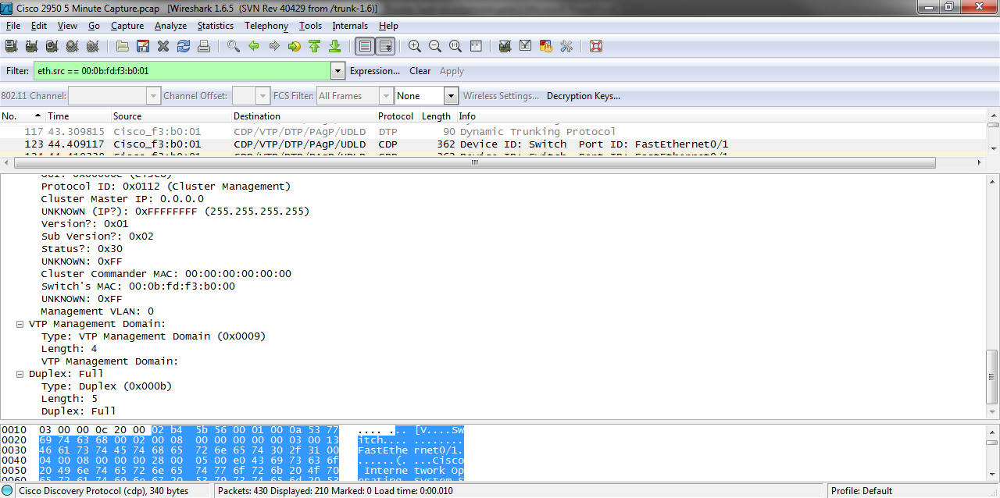 Cisco 2950 5 Minute Capture.pcap [Wireshark 1.6.5 (SVN Rev 40429 from /trunk-1.6)]
File Edit View Go Capture Analyze Statistics Telephony Tools Internals Help
Filter: eth.src == 00:0b:fd:f3:b0:01 Expression... Clear Apply
802.11 Channel: Channel Offset: FCS Filter: All Frames None Wireless Settings... Decryption Keys...
No. Time Source Destination Protocol Length Info
117 43.309815 Cisco_f3:b0:01 CDP/VTP/DTP/PAgP/UDLD DTP 90 Dynamic Trunking Protocol
123 44.409117 Cisco_f3:b0:01 CDP/VTP/DTP/PAgP/UDLD CDP 362 Device ID: Switch Port ID: FastEthernet0/1
Protocol ID: 0x0112 (Cluster Management)
Cluster Master IP: 0.0.0.0
UNKNOWN (IP?): 0xFFFFFFFF (255.255.255.255)
Version?: 0x01
Sub Version?: 0x02
Status?: 0x30
UNKNOWN: 0xFF
Cluster Commander MAC: 00:00:00:00:00:00
Switch's MAC: 00:0b:fd:f3:b0:00
UNKNOWN: 0xFF
Management VLAN: 0
VTP Management Domain:
Type: VTP Management Domain (0x0009)
Length: 4
VTP Management Domain:
Duplex: Full
Type: Duplex (0x000b)
Length: 5
Duplex: Full
0010 03 00 00 0c 20 00 02 b4 5b 56 00 01 00 0a 53 77 .... ... [V....Sw
0020 69 74 63 68 00 02 00 08 00 00 00 00 00 03 00 13 itch.... ........
0030 46 61 73 74 45 74 68 65 72 6e 65 74 30 2f 31 00 FastEthe rnet0/1.
0040 04 00 08 00 00 00 28 00 05 00 e0 43 69 73 63 6f ......(. ...Cisco
0050 20 49 6e 74 65 72 6e 65 74 77 6f 72 6b 20 4f 70 Interne twork Op
Cisco Discovery Protocol (cdp), 340 bytes Packets: 430 Displayed: 210 Marked: 0 Load time: 0:00.010 Profile: Default